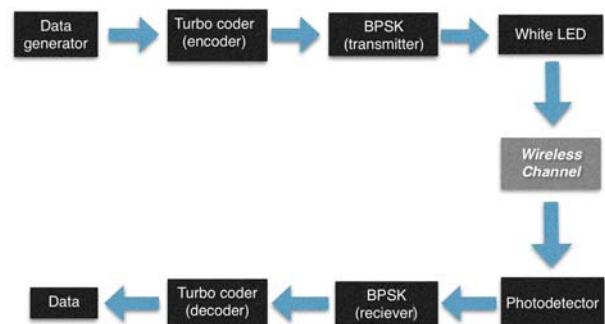 Data
generator
Turbo coder
(encoder)
BPSK
(transmitter)
White LED
Wireless
Channel
Photodetector
BPSK
(reciever)
Turbo coder
(decoder)
Data